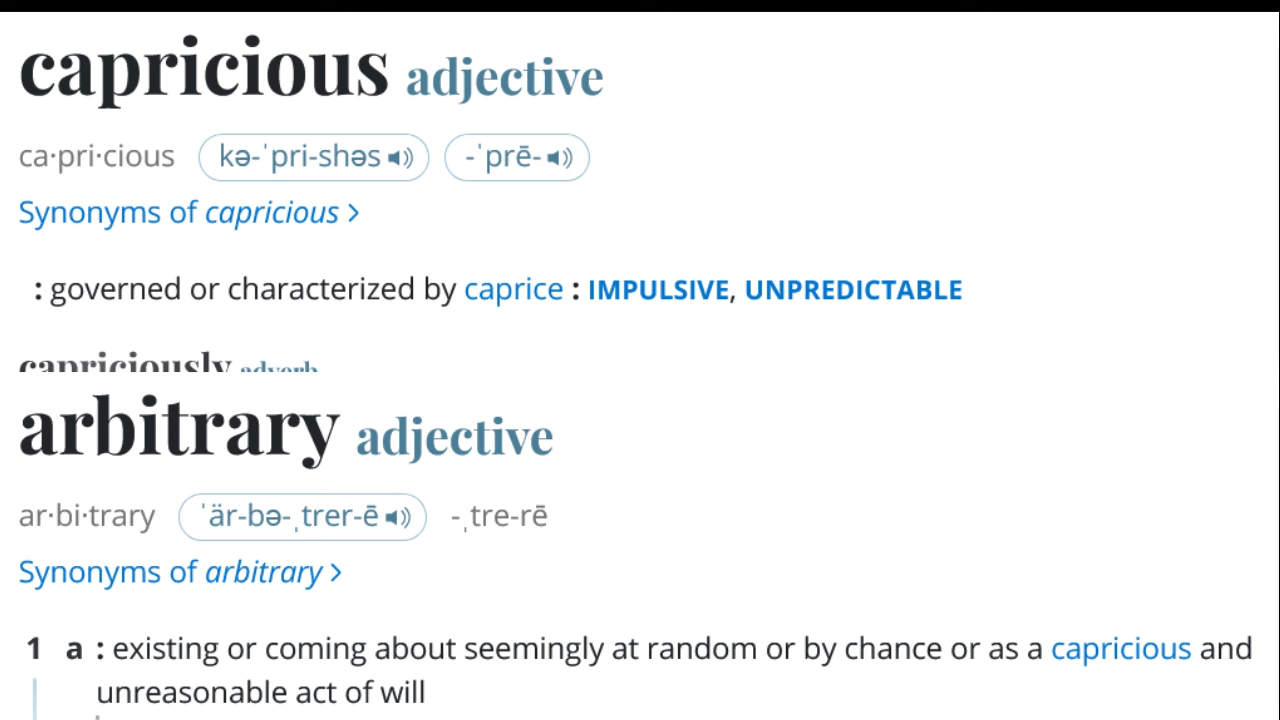 capricious adjective
ca·pri·cious kə-ˈpri-shəs -ˈprē-
Synonyms of capricious >
: governed or characterized by caprice : IMPULSIVE, UNPREDICTABLE
capriciously adverb
arbitrary adjective
ar·bi·trary ˈär-bə-ˌtrer-ē -ˌtre-rē
Synonyms of arbitrary >
1 a : existing or coming about seemingly at random or by chance or as a capricious and
unreasonable act of will